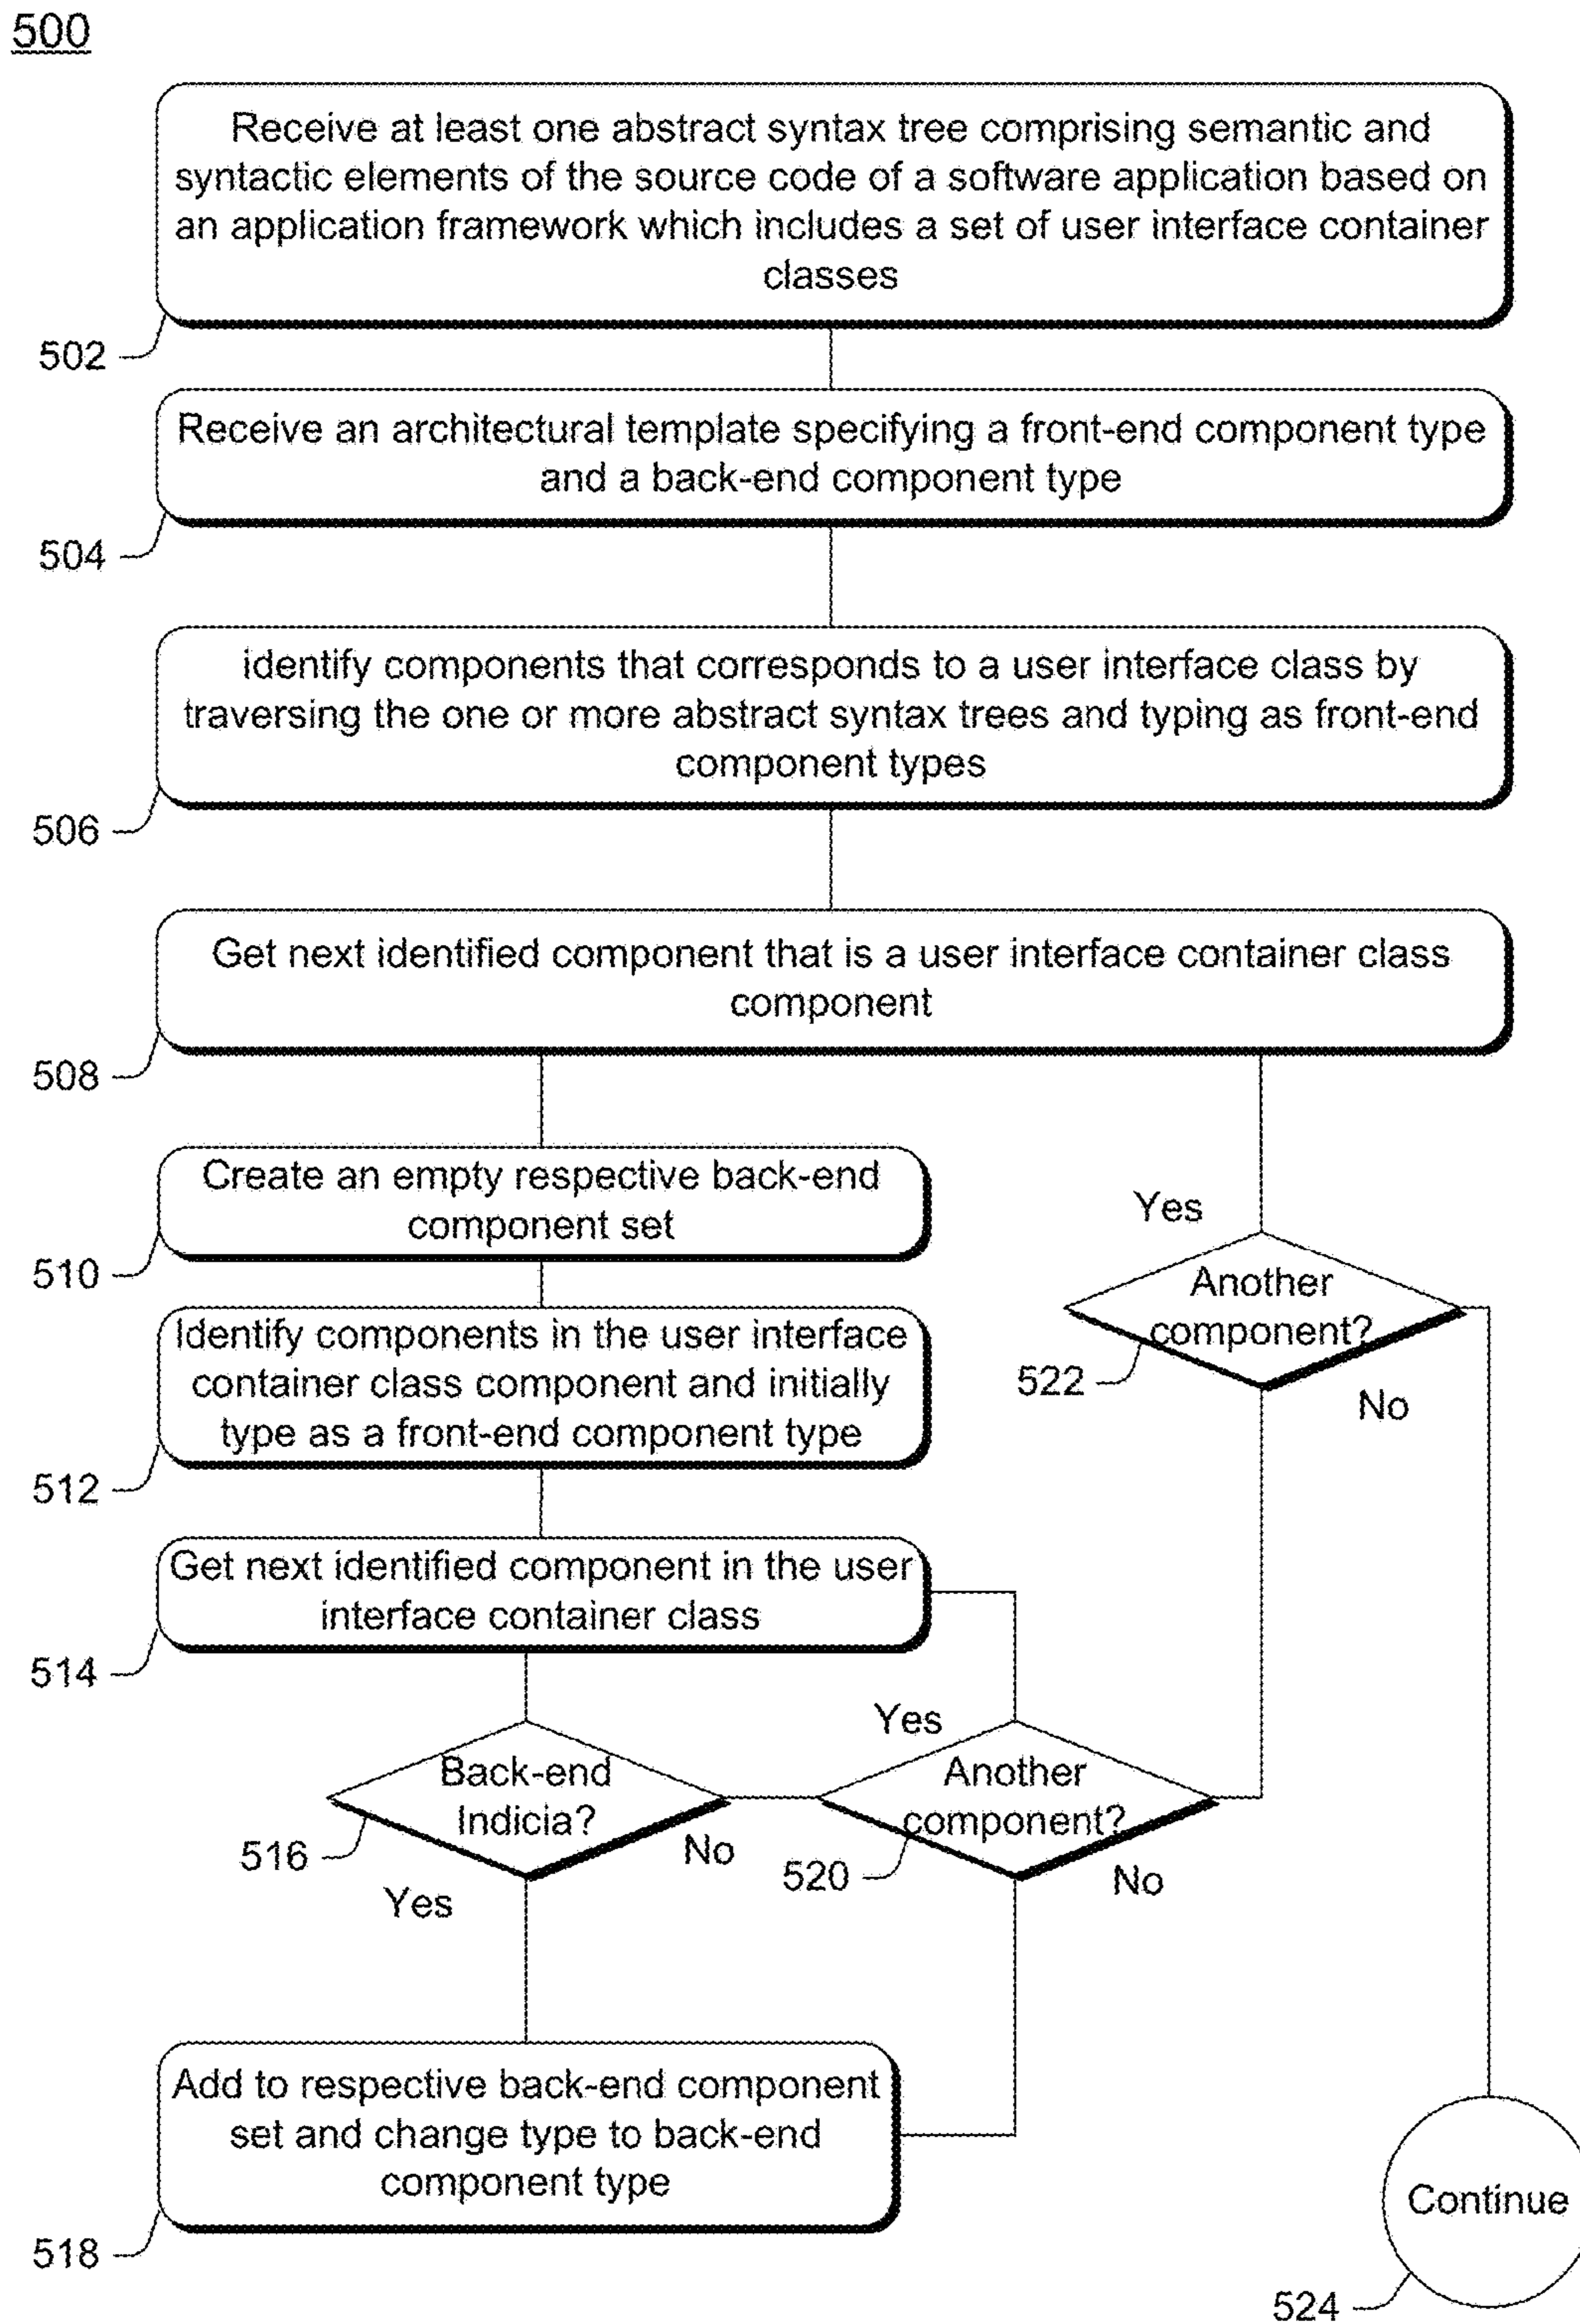 500
Receive at least one abstract syntax tree comprising semantic and
syntactic elements of the source code of a software application based on
an application framework which includes a set of user interface container
classes
502
Receive an architectural template specifying a front-end component type
and a back-end component type
504
identify components that corresponds to a user interface class by
traversing the one or more abstract syntax trees and typing as front-end
component types
506
Get next identified component that is a user interface container class
component
508
Create an empty respective back-end
component set
510
Identify components in the user interface
container class component and initially
type as a front-end component type
512
Yes
Another
component?
522
No
Get next identified component in the user
interface container class
514
Back-end
Indicia?
516
No
Yes
Yes
Another
component?
520
No
Add to respective back-end component
set and change type to back-end
component type
518
Continue
524